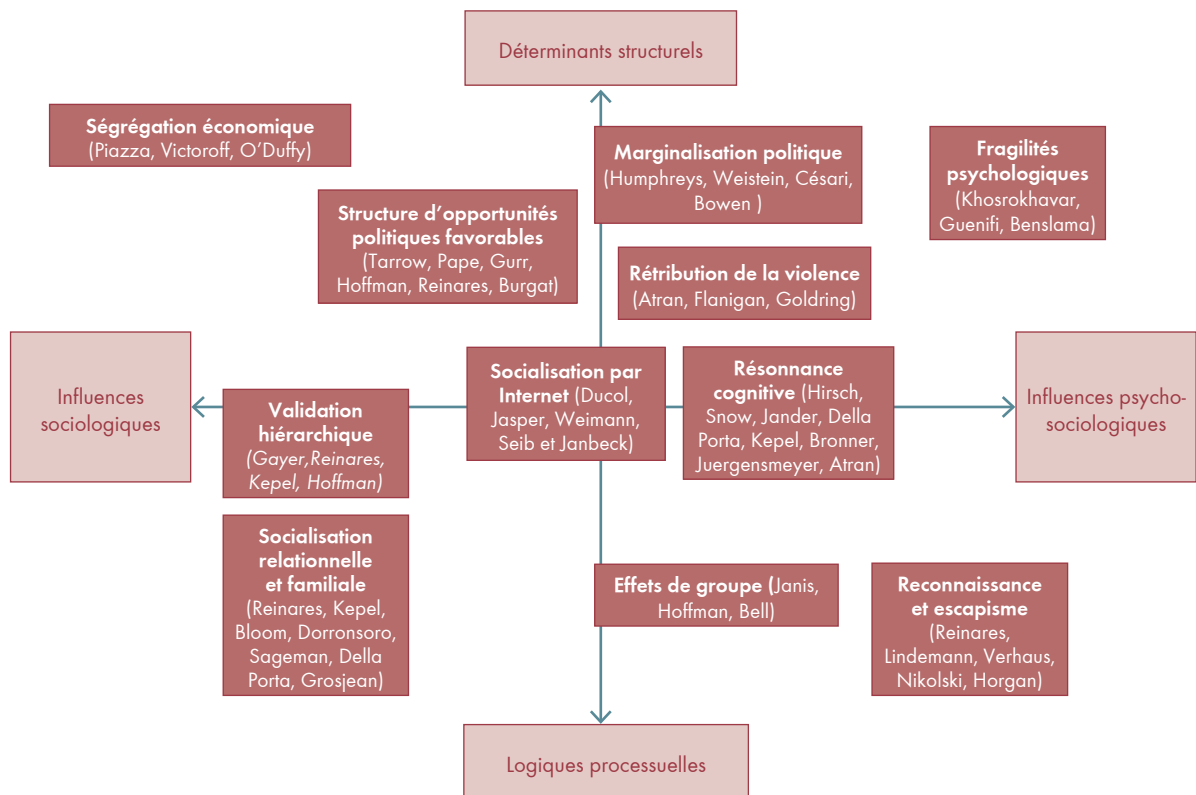 Déterminants structurels
Ségrégation économique
(Piazza, Victoroff, O’Duffy)
Marginalisation politique
(Humphreys, Weistein, Césari,
Bowen )
Fragilités
psychologiques
(Khosrokhavar,
Guenifi, Benslama)
Structure d’opportunités
politiques favorables
(Tarrow, Pape, Gurr,
Hoffman, Reinares, Burgat)
Rétribution de la violence
(Atran, Flanigan, Goldring)
Influences
sociologiques
Validation
hiérarchique
(Gayer,Reinares,
Kepel, Hoffman)
Socialisation par
Internet (Ducol,
Jasper, Weimann,
Seib et Janbeck)
Résonnance
cognitive (Hirsch,
Snow, Jander, Della
Porta, Kepel, Bronner,
Juergensmeyer, Atran)
Influences psycho-
sociologiques
Socialisation
relationnelle
et familiale
(Reinares, Kepel,
Bloom, Dorronsoro,
Sageman, Della
Porta, Grosjean)
Effets de groupe (Janis,
Hoffman, Bell)
Reconnaissance
et escapisme
(Reinares,
Lindemann, Verhaus,
Nikolski, Horgan)
Logiques processuelles